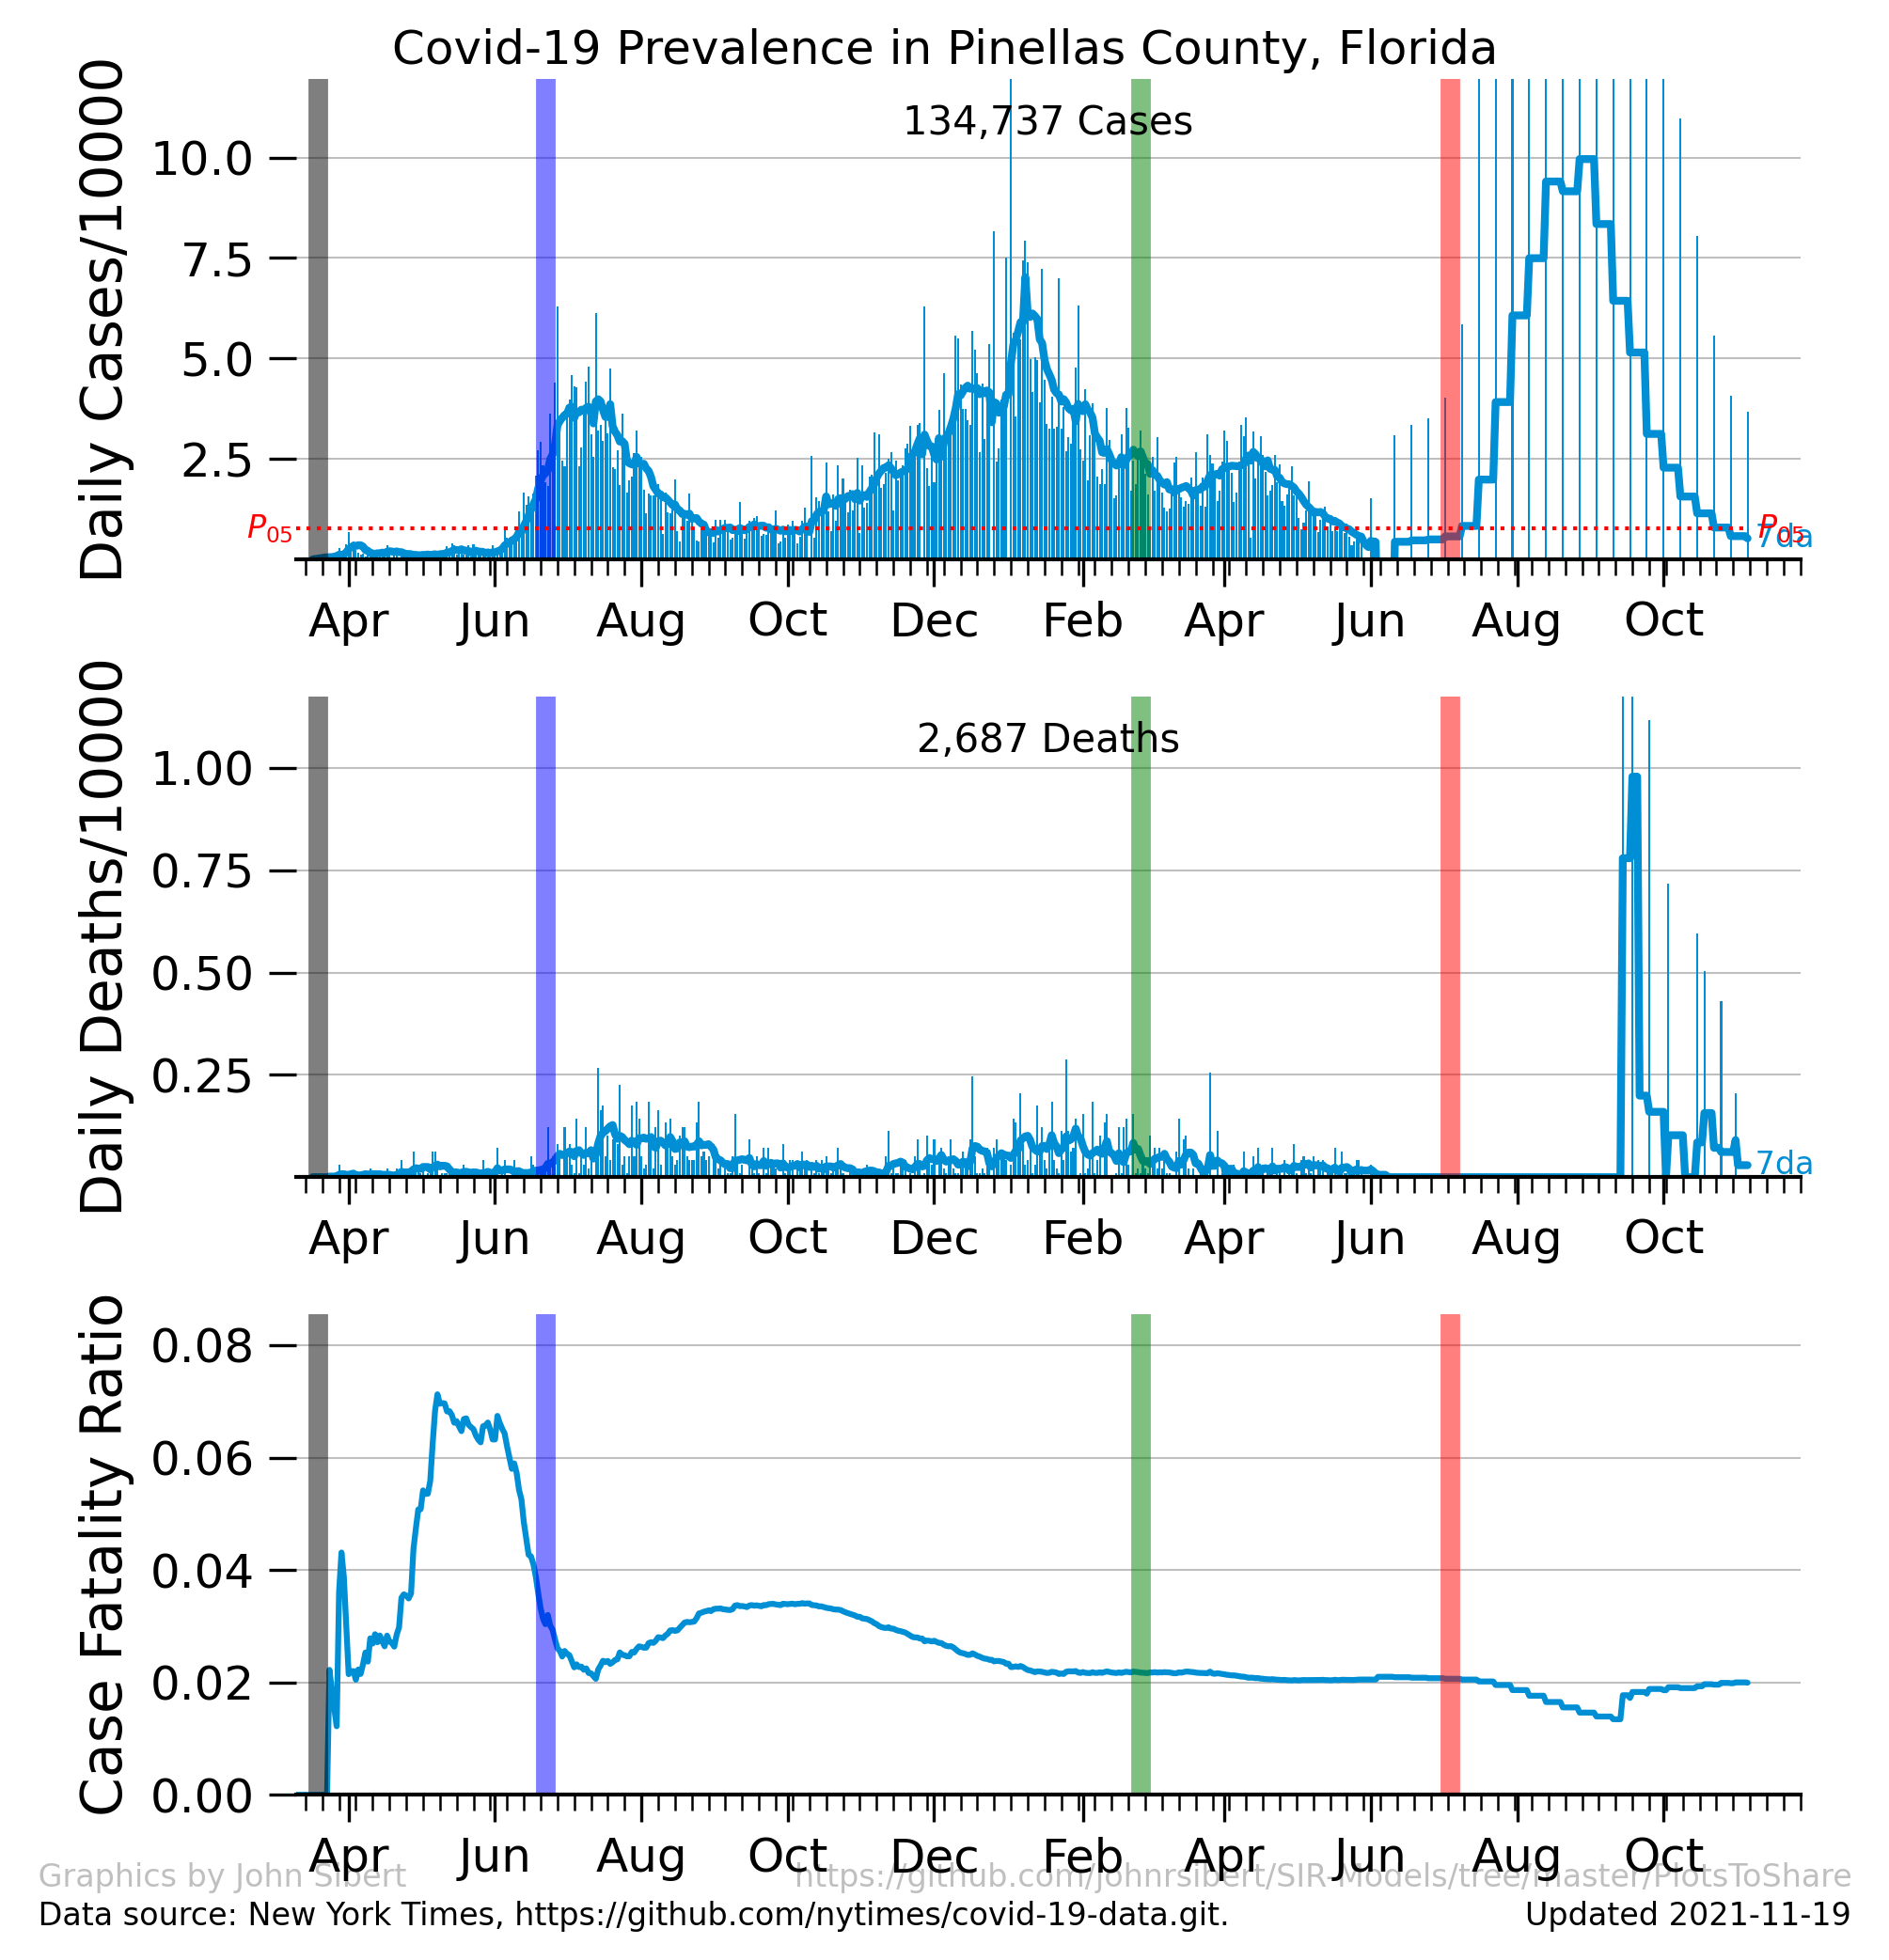 Covid-19 Prevalence in Pinellas County, Florida
134,737 Cases
Daily Cases/10000
10.0
7.5
5.0
2.5
P05
P05
7da
Apr Jun Aug Oct Dec Feb Apr Jun Aug Oct
2,687 Deaths
Daily Deaths/10000
1.00
0.75
0.50
0.25
7da
Apr Jun Aug Oct Dec Feb Apr Jun Aug Oct
Case Fatality Ratio
0.08
0.06
0.04
0.02
0.00
Apr Jun Aug Oct Dec Feb Apr Jun Aug Oct
Graphics by John Sibert https://github.com/johnrsibert/SIR-Models/tree/master/PlotsToShare
Data source: New York Times, https://github.com/nytimes/covid-19-data.git. Updated 2021-11-19